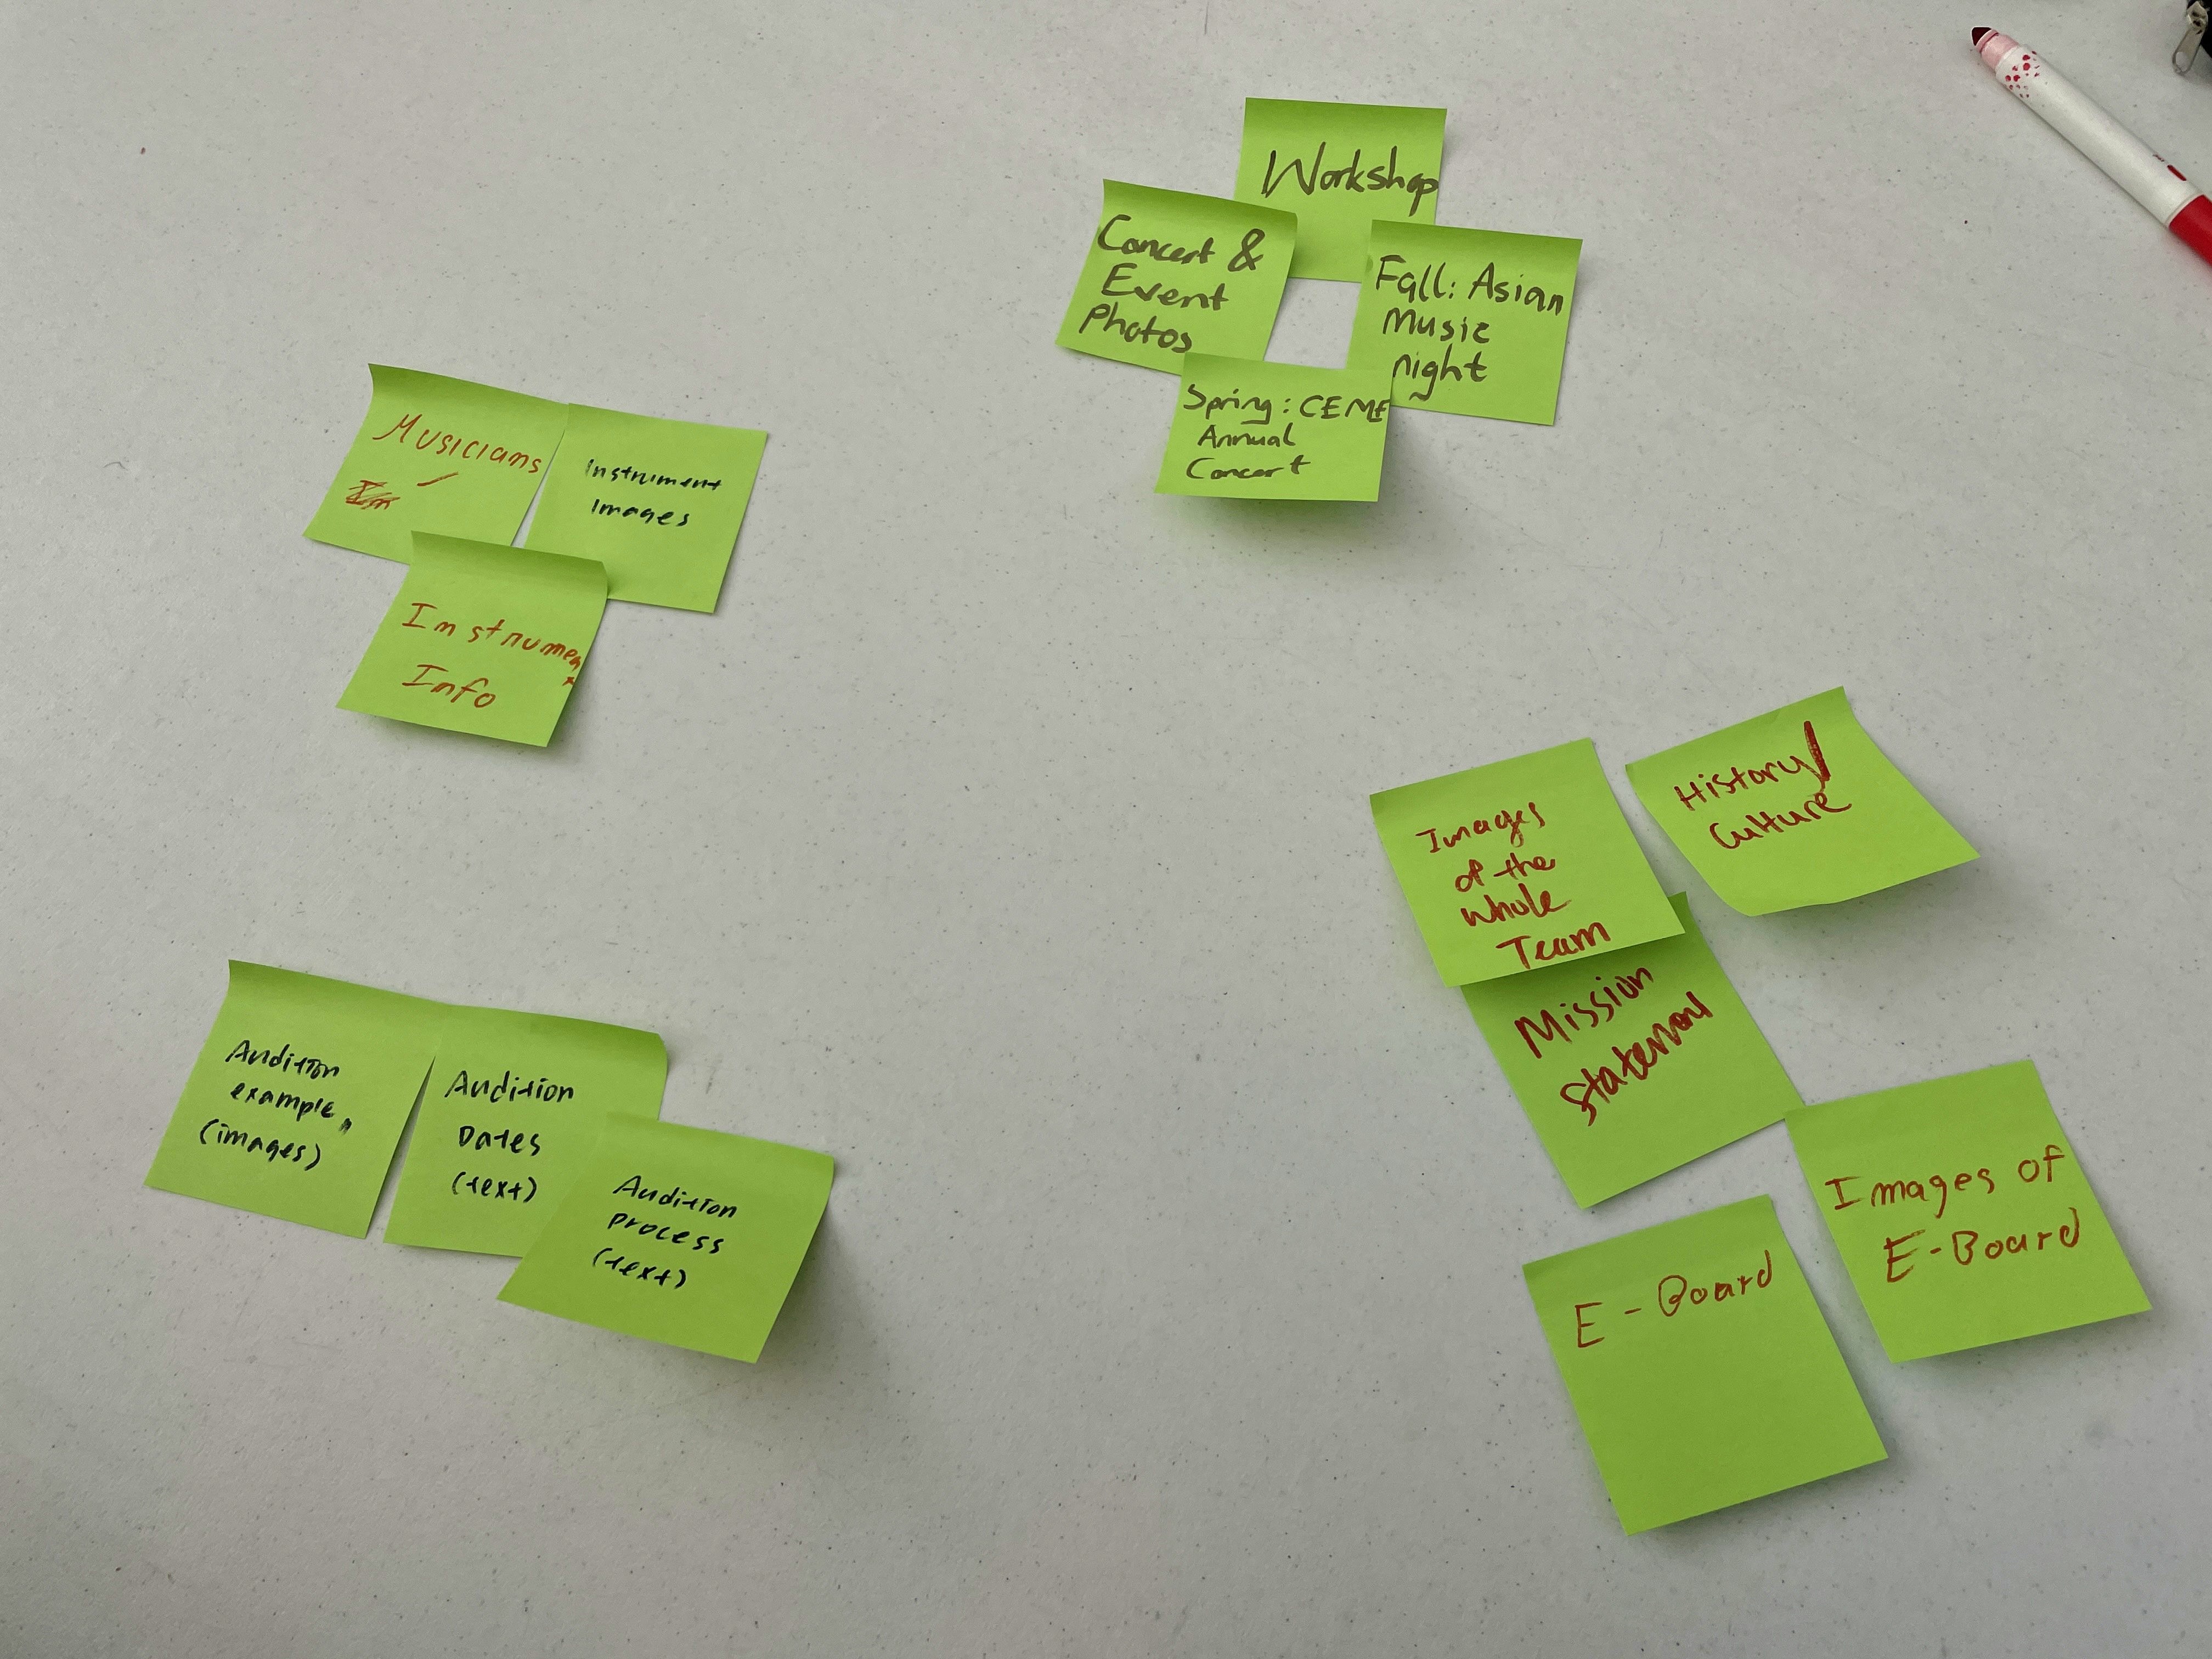 Workshop
Concert &
Event
Photos
Fall: Asian
Music
night
Spring: CEME
Annual
Concert
Musicians
Instrument
Images
Instrument
Info
Images
of the
whole
Team
History/
Culture
Mission
Statement
Images of
E-Board
E-Board
Audition
example,
(images)
Audition
Dates
(text)
Audition
process
(text)